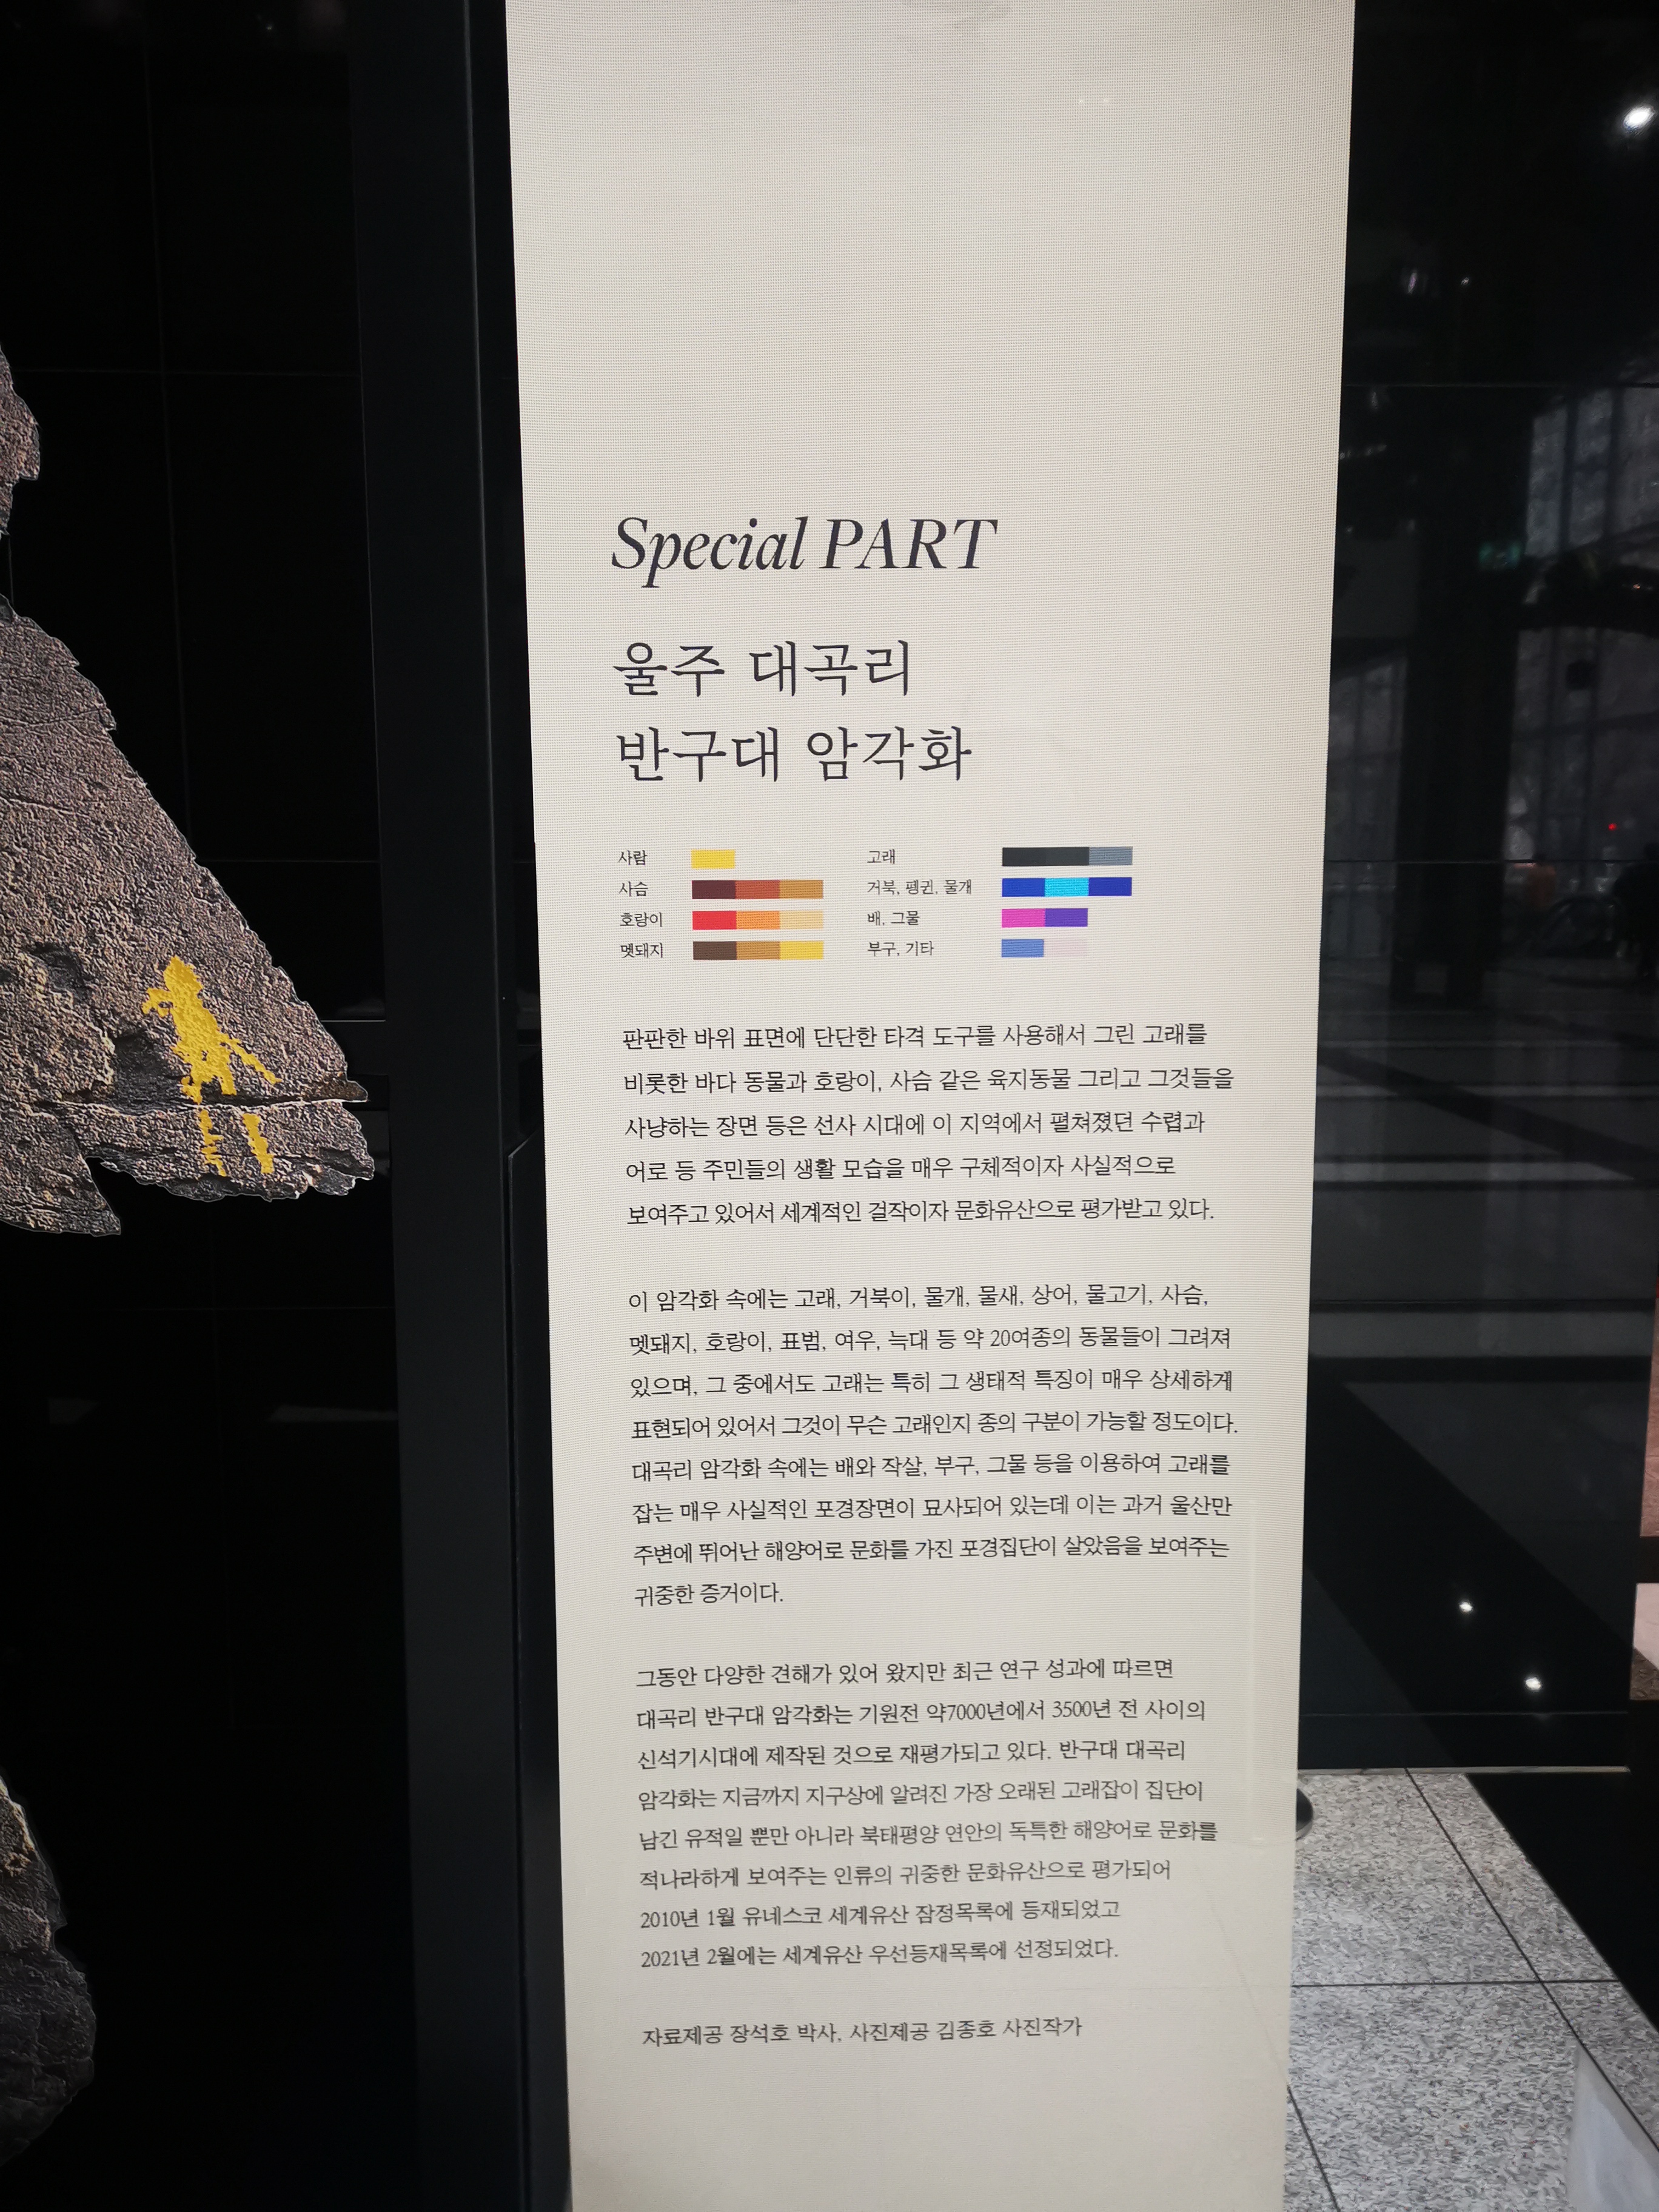 Special PART
울주 대곡리
반구대 암각화
사람
사슴
호랑이
멧돼지
고래
거북, 펭귄, 물개
배, 그물
부구, 기타
판판한 바위 표면에 단단한 타격 도구를 사용해서 그린 고래를
비롯한 바다 동물과 호랑이, 사슴 같은 육지동물 그리고 그것들을
사냥하는 장면 등은 선사 시대에 이 지역에서 펼쳐졌던 수렵과
어로 등 주민들의 생활 모습을 매우 구체적이자 사실적으로
보여주고 있어서 세계적인 걸작이자 문화유산으로 평가받고 있다.
이 암각화 속에는 고래, 거북이, 물개, 물새, 상어, 물고기, 사슴,
멧돼지, 호랑이, 표범, 여우, 늑대 등 약 20여종의 동물들이 그려져
있으며, 그 중에서도 고래는 특히 그 생태적 특징이 매우 상세하게
표현되어 있어서 그것이 무슨 고래인지 종의 구분이 가능할 정도이다.
대곡리 암각화 속에는 배와 작살, 부구, 그물 등을 이용하여 고래를
잡는 매우 사실적인 포경장면이 묘사되어 있는데 이는 과거 울산만
주변에 뛰어난 해양어로 문화를 가진 포경집단이 살았음을 보여주는
귀중한 증거이다.
그동안 다양한 견해가 있어 왔지만 최근 연구 성과에 따르면
대곡리 반구대 암각화는 기원전 약7000년에서 3500년 전 사이의
신석기시대에 제작된 것으로 재평가되고 있다. 반구대 대곡리
암각화는 지금까지 지구상에 알려진 가장 오래된 고래잡이 집단이
남긴 유적일 뿐만 아니라 북태평양 연안의 독특한 해양어로 문화를
적나라하게 보여주는 인류의 귀중한 문화유산으로 평가되어
2010년 1월 유네스코 세계유산 잠정목록에 등재되었고
2021년 2월에는 세계유산 우선등재목록에 선정되었다.
자료제공 장석호 박사, 사진제공 김종호 사진작가